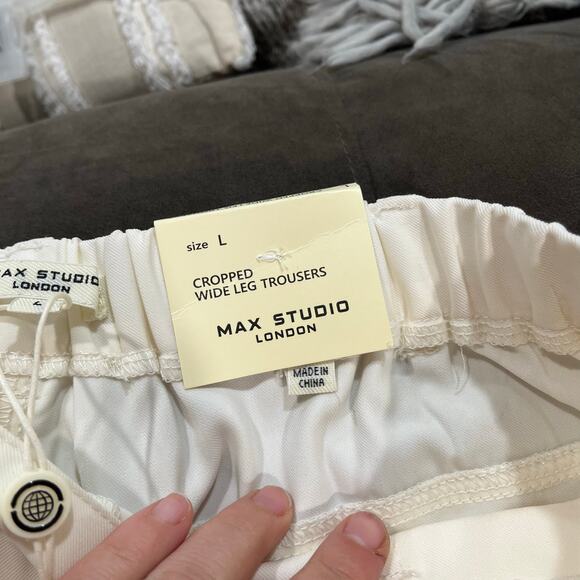 size L
CROPPED
WIDE LEG TROUSERS
MAX STUDIO
LONDON
MAX STUDIO
LONDON
MADE IN
CHINA